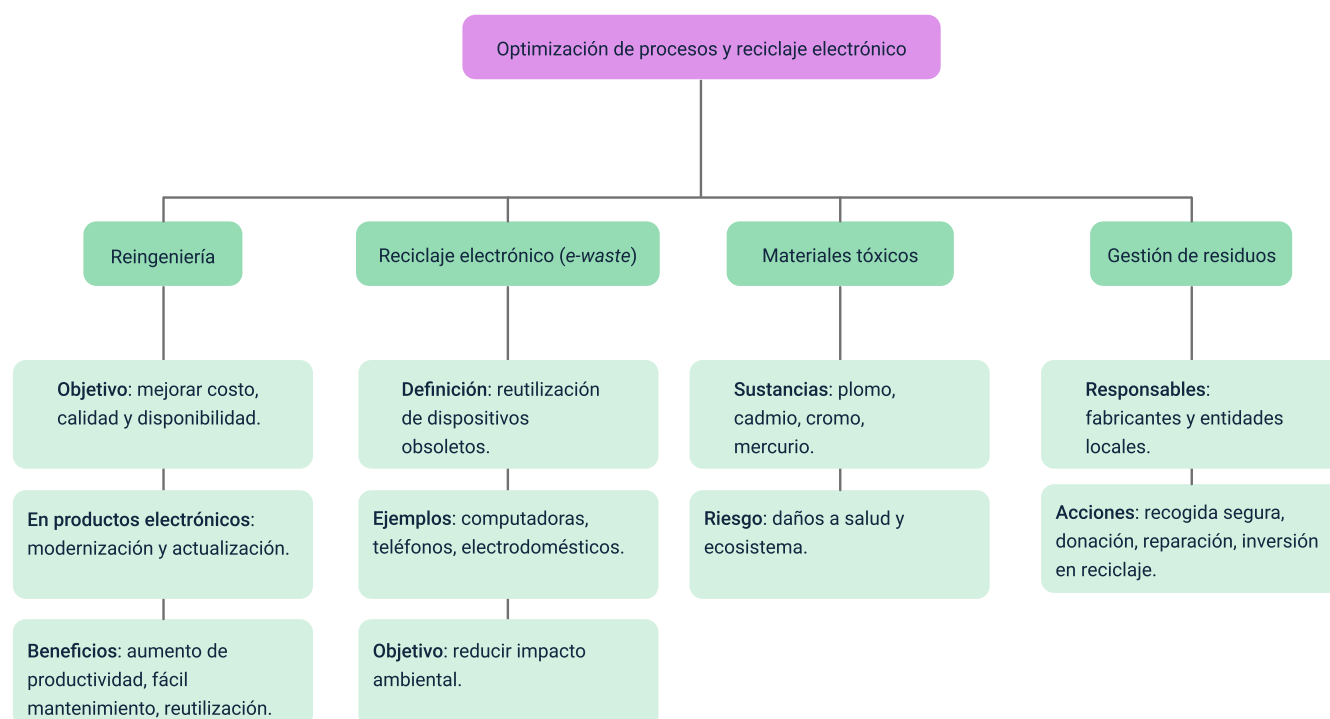 Optimización de procesos y reciclaje electrónico
Reingeniería
Objetivo: mejorar costo,
calidad y disponibilidad.
En productos electrónicos:
modernización y actualización.
Beneficios: aumento de
productividad, fácil
mantenimiento, reutilización.
Reciclaje electrónico (e-waste)
Definición: reutilización
de dispositivos
obsoletos.
Ejemplos: computadoras,
teléfonos, electrodomésticos.
Objetivo: reducir impacto
ambiental.
Materiales tóxicos
Sustancias: plomo,
cadmio, cromo,
mercurio.
Riesgo: daños a salud y
ecosistema.
Gestión de residuos
Responsables:
fabricantes y entidades
locales.
Acciones: recogida segura,
donación, reparación, inversión
en reciclaje.